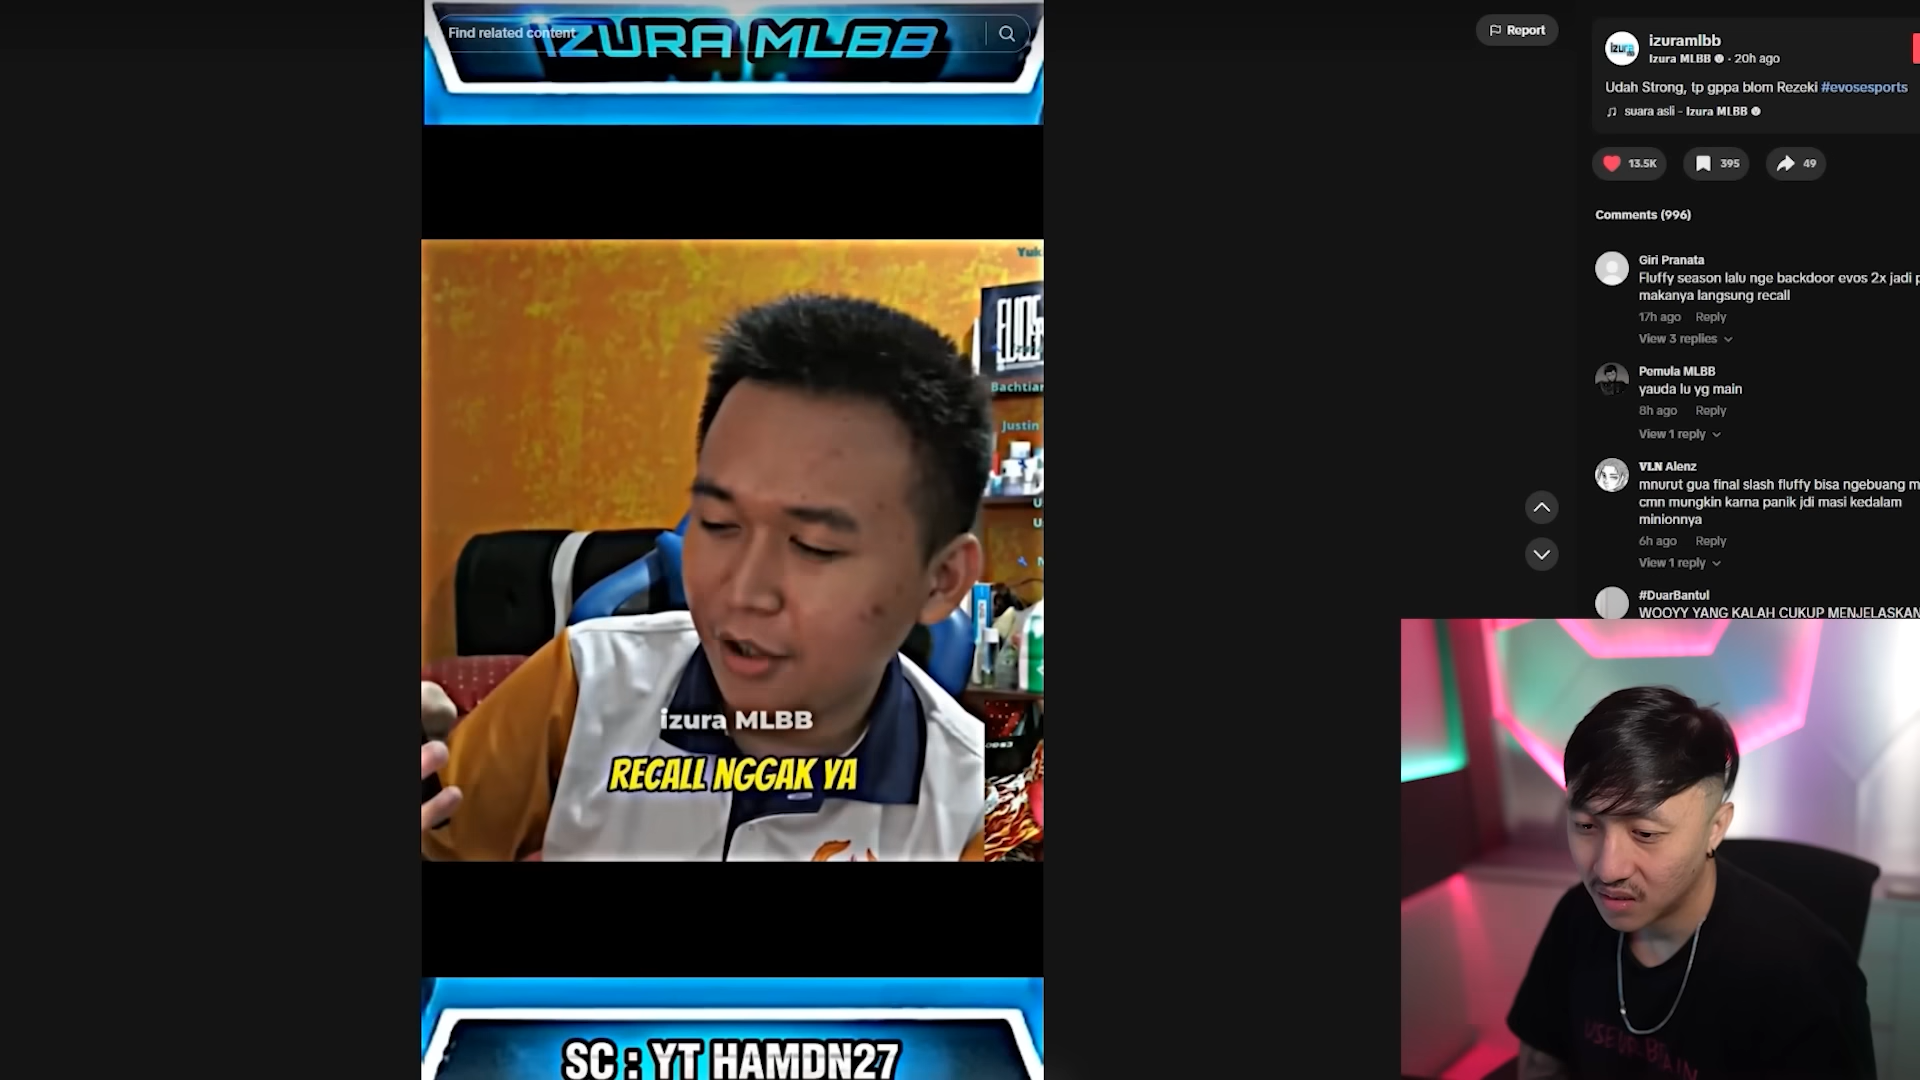 Find related content
IZURA MLBB
Report
izuramlbb
Izura MLBB · 20h ago
Udah Strong, tp gppa blom Rezeki #evosesports
suara asli - Izura MLBB
13.5K
395
49
Comments (996)
Giri Pranata
Fluffy season lalu nge backdoor evos 2x jadi p
makanya langsung recall
17h ago Reply
View 3 replies
Pemula MLBB
yauda lu yg main
8h ago Reply
View 1 reply
VLN Alenz
mnurut gua final slash fluffy bisa ngebuang m
cmn mungkin karna panik jdi masi kedalam
minionnya
6h ago Reply
View 1 reply
#DuarBantul
WOOYY YANG KALAH CUKUP MENJELASKAN
Yuk
EVOS
Bachtiar
Justin
izura MLBB
RECALL NGGAK YA
SC : YT HAMDN27